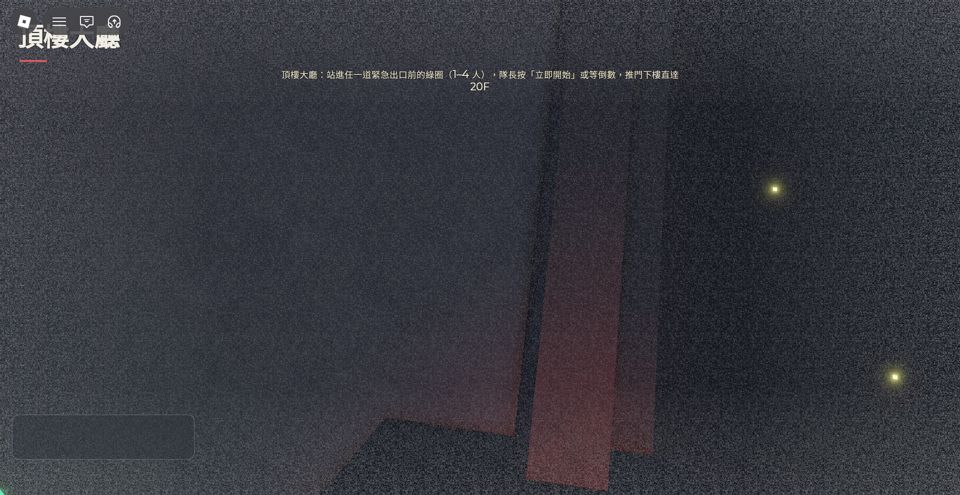 頂樓大廳
頂樓大廳：站進任一道緊急出口前的綠圈（1–4 人），隊長按「立即開始」或等倒數，推門下樓直達
20F